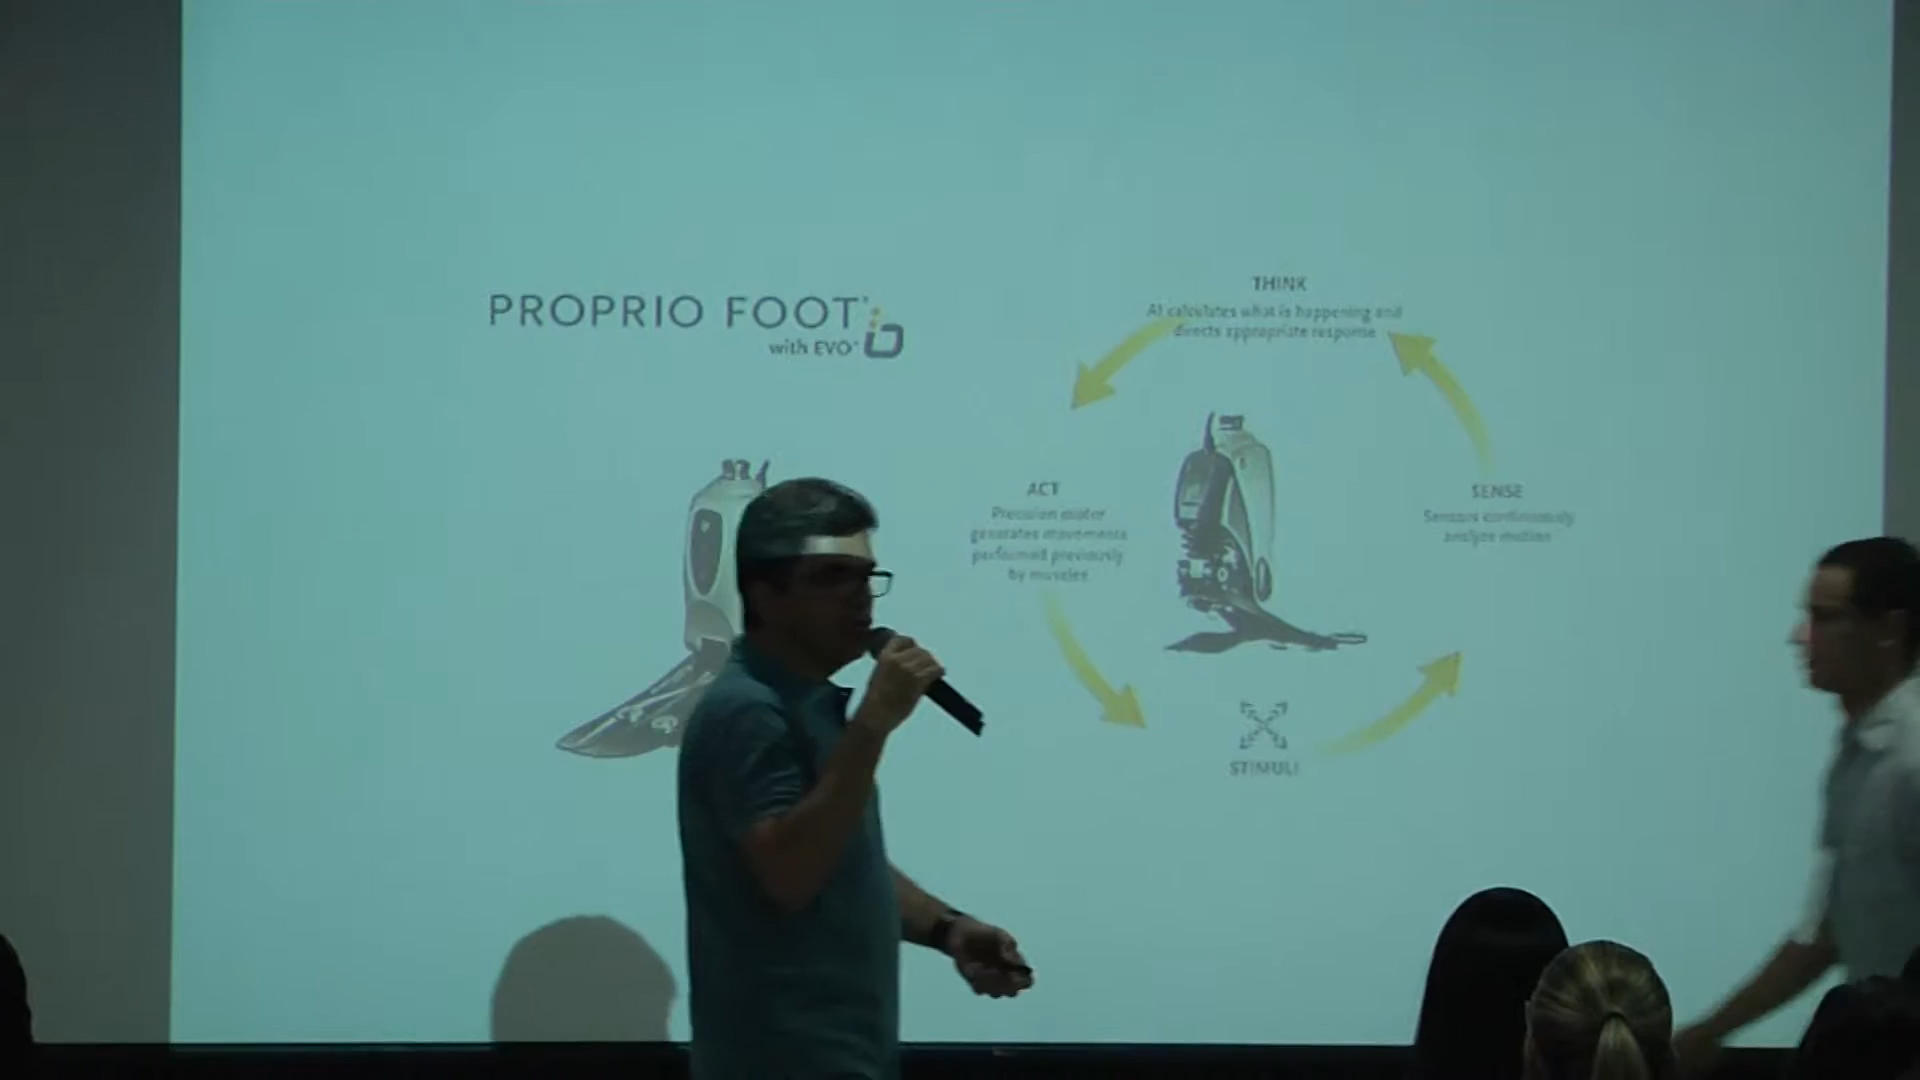 PROPRIO FOOT®
with EVO™
THINK
AI calculates what is happening and
directs appropriate response
ACT
Precision motor
generates movements
performed previously
by muscles
SENSE
Sensors continuously
analyze motion
STIMULI